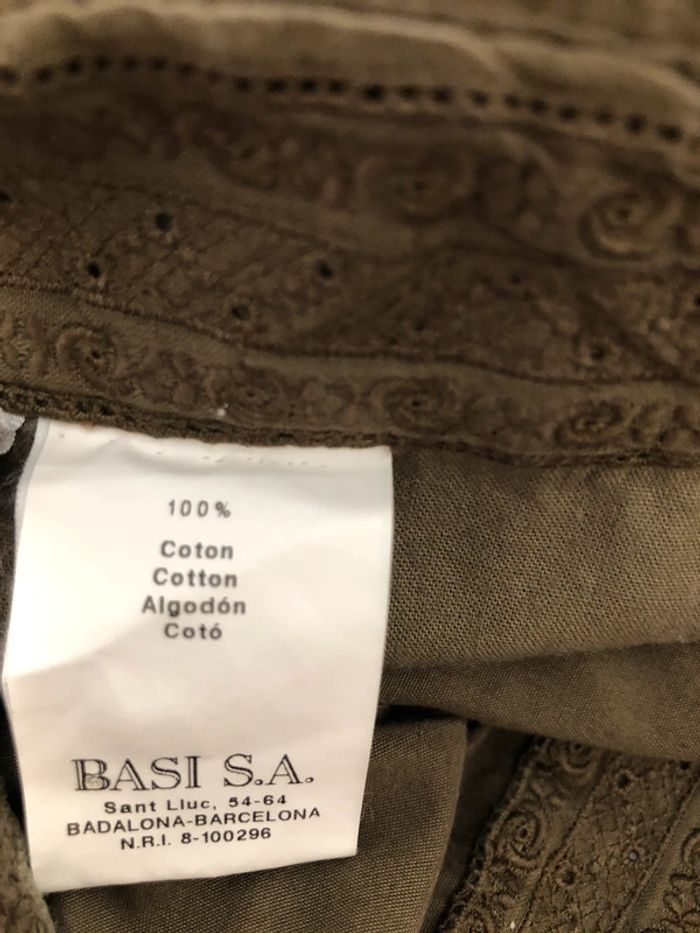 100%
Coton
Cotton
Algodón
Cotó
BASI S.A.
Sant Lluc, 54-64
BADALONA-BARCELONA
N.R.I. 8-100296